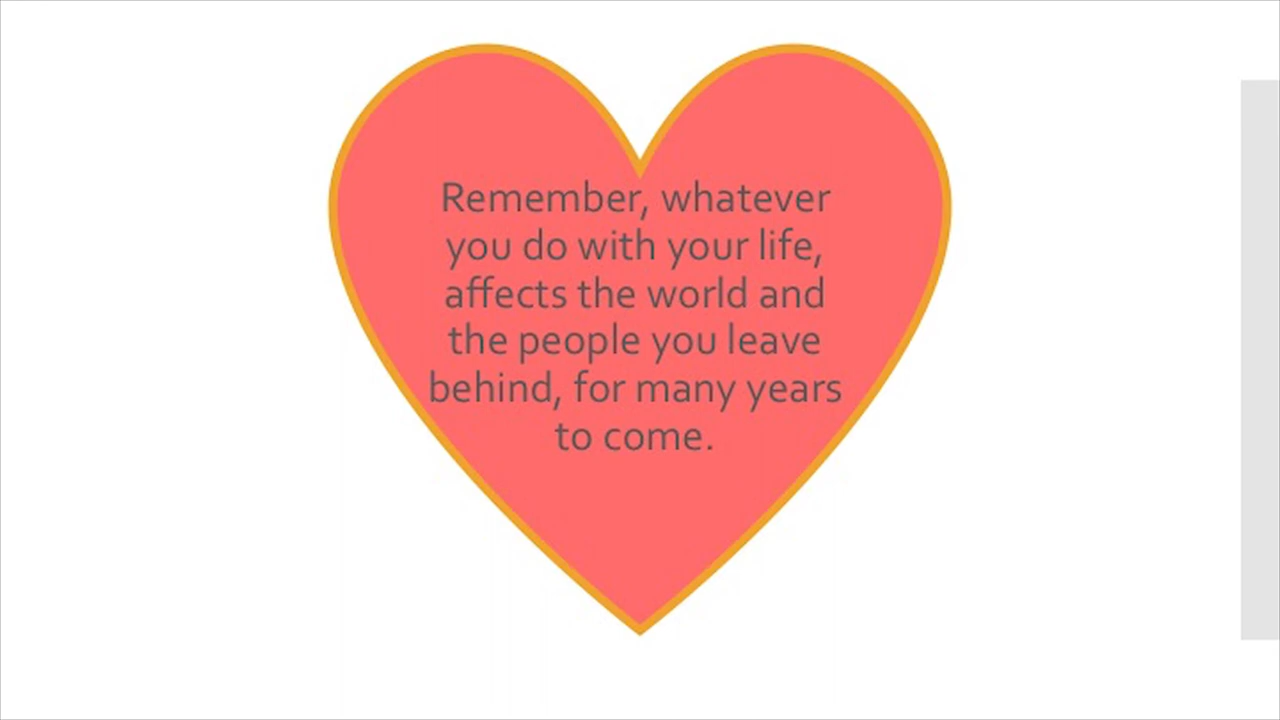 Remember, whatever
you do with your life,
affects the world and
the people you leave
behind, for many years
to come.